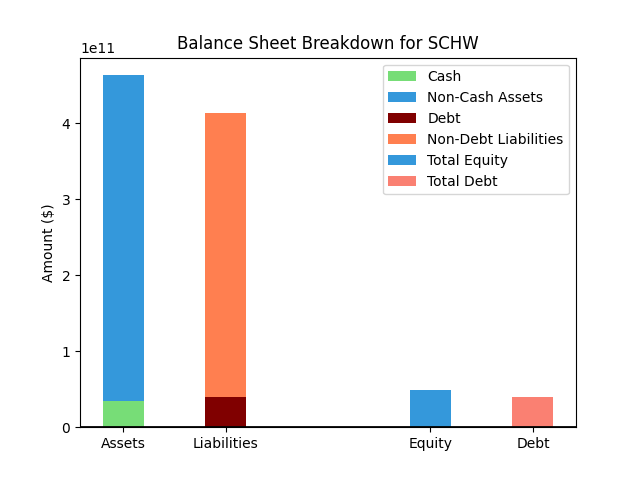 Balance Sheet Breakdown for SCHW
1e11
Cash
Non-Cash Assets
Debt
Non-Debt Liabilities
Total Equity
Total Debt
Amount ($)
4
3
2
1
0
Assets Liabilities Equity Debt